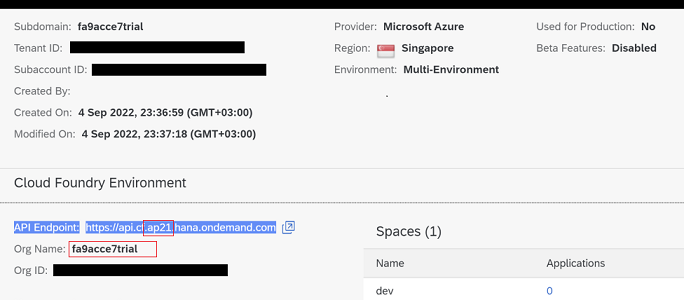 Subdomain: fa9acce7trial
Tenant ID:
Subaccount ID:
Created By:
Created On: 4 Sep 2022, 23:36:59 (GMT+03:00)
Modified On: 4 Sep 2022, 23:37:18 (GMT+03:00)
Provider: Microsoft Azure
Region: Singapore
Environment: Multi-Environment
Used for Production: No
Beta Features: Disabled
Cloud Foundry Environment
API Endpoint: https://api.cf.ap21.hana.ondemand.com
Org Name: fa9acce7trial
Org ID:
Spaces (1)
Name Applications
dev 0